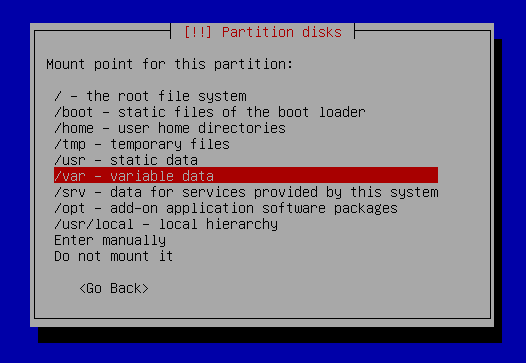 [!!] Partition disks
Mount point for this partition:
/ – the root file system
/boot – static files of the boot loader
/home – user home directories
/tmp – temporary files
/usr – static data
/var – variable data
/srv – data for services provided by this system
/opt – add-on application software packages
/usr/local – local hierarchy
Enter manually
Do not mount it
<Go Back>